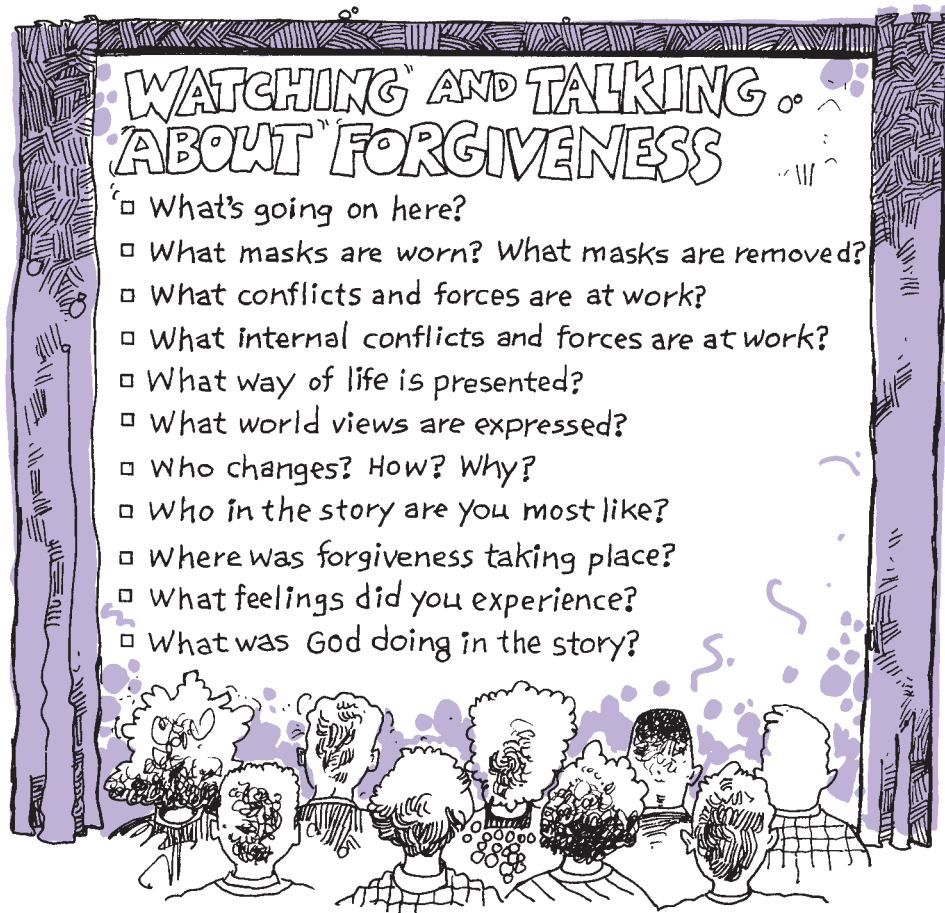 WATCHING AND TALKING
ABOUT FORGIVENESS
□ What's going on here?
□ What masks are worn? What masks are removed?
□ What conflicts and forces are at work?
□ What internal conflicts and forces are at work?
□ What way of life is presented?
□ What world views are expressed?
□ Who changes? How? Why?
□ Who in the story are you most like?
□ Where was forgiveness taking place?
□ What feelings did you experience?
□ What was God doing in the story?